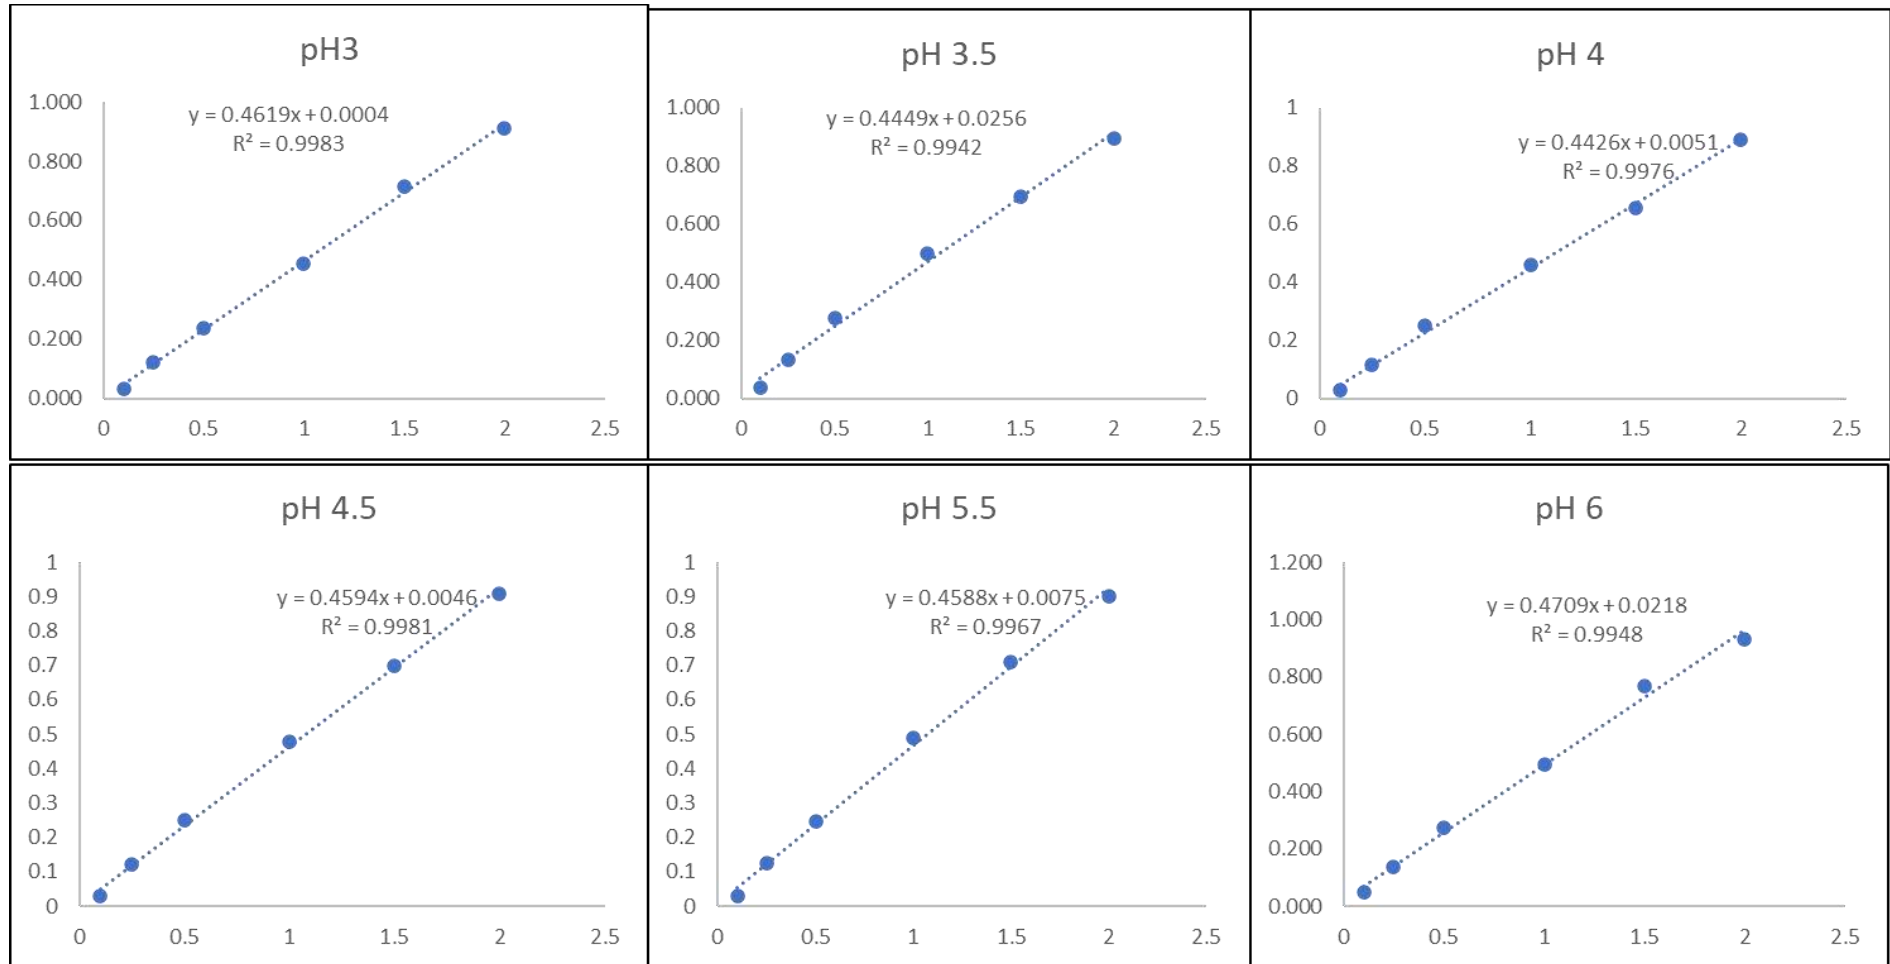 pH3
y = 0.4619x + 0.0004
R² = 0.9983
1.000
0.800
0.600
0.400
0.200
0.000
0 0.5 1 1.5 2 2.5
pH 3.5
y = 0.4449x + 0.0256
R² = 0.9942
1.000
0.800
0.600
0.400
0.200
0.000
0 0.5 1 1.5 2 2.5
pH 4
y = 0.4426x + 0.0051
R² = 0.9976
1
0.8
0.6
0.4
0.2
0
0 0.5 1 1.5 2 2.5
pH 4.5
y = 0.4594x + 0.0046
R² = 0.9981
1
0.9
0.8
0.7
0.6
0.5
0.4
0.3
0.2
0.1
0
0 0.5 1 1.5 2 2.5
pH 5.5
y = 0.4588x + 0.0075
R² = 0.9967
1
0.9
0.8
0.7
0.6
0.5
0.4
0.3
0.2
0.1
0
0 0.5 1 1.5 2 2.5
pH 6
y = 0.4709x + 0.0218
R² = 0.9948
1.200
1.000
0.800
0.600
0.400
0.200
0.000
0 0.5 1 1.5 2 2.5